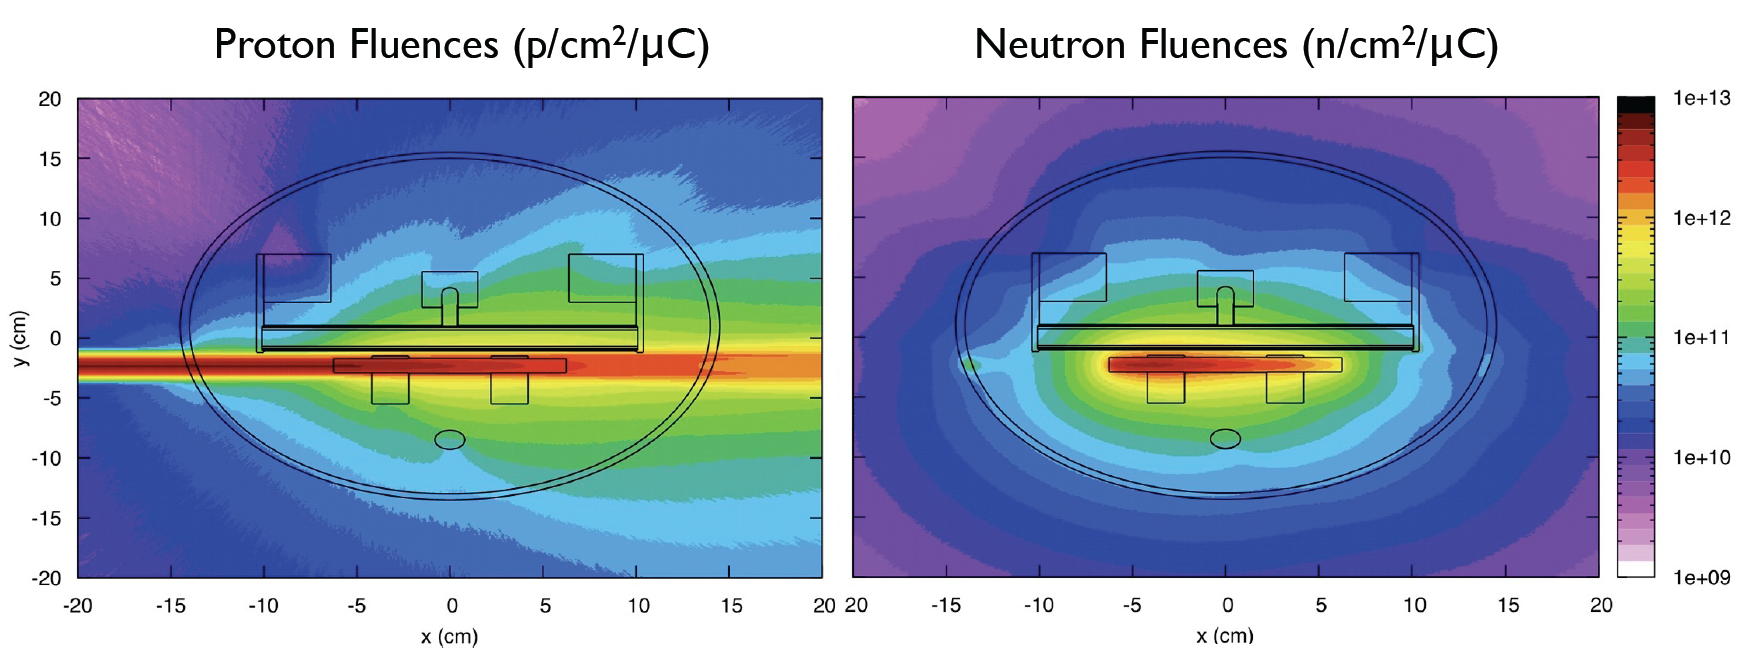 Proton Fluences (p/cm²/µC)
Neutron Fluences (n/cm²/µC)
20
15
10
5
0
-5
-10
-15
-20
y (cm)
-20 -15 -10 -5 0 5 10 15 20
x (cm)
20 -15 -10 -5 0 5 10 15 20
x (cm)
1e+13
1e+12
1e+11
1e+10
1e+09